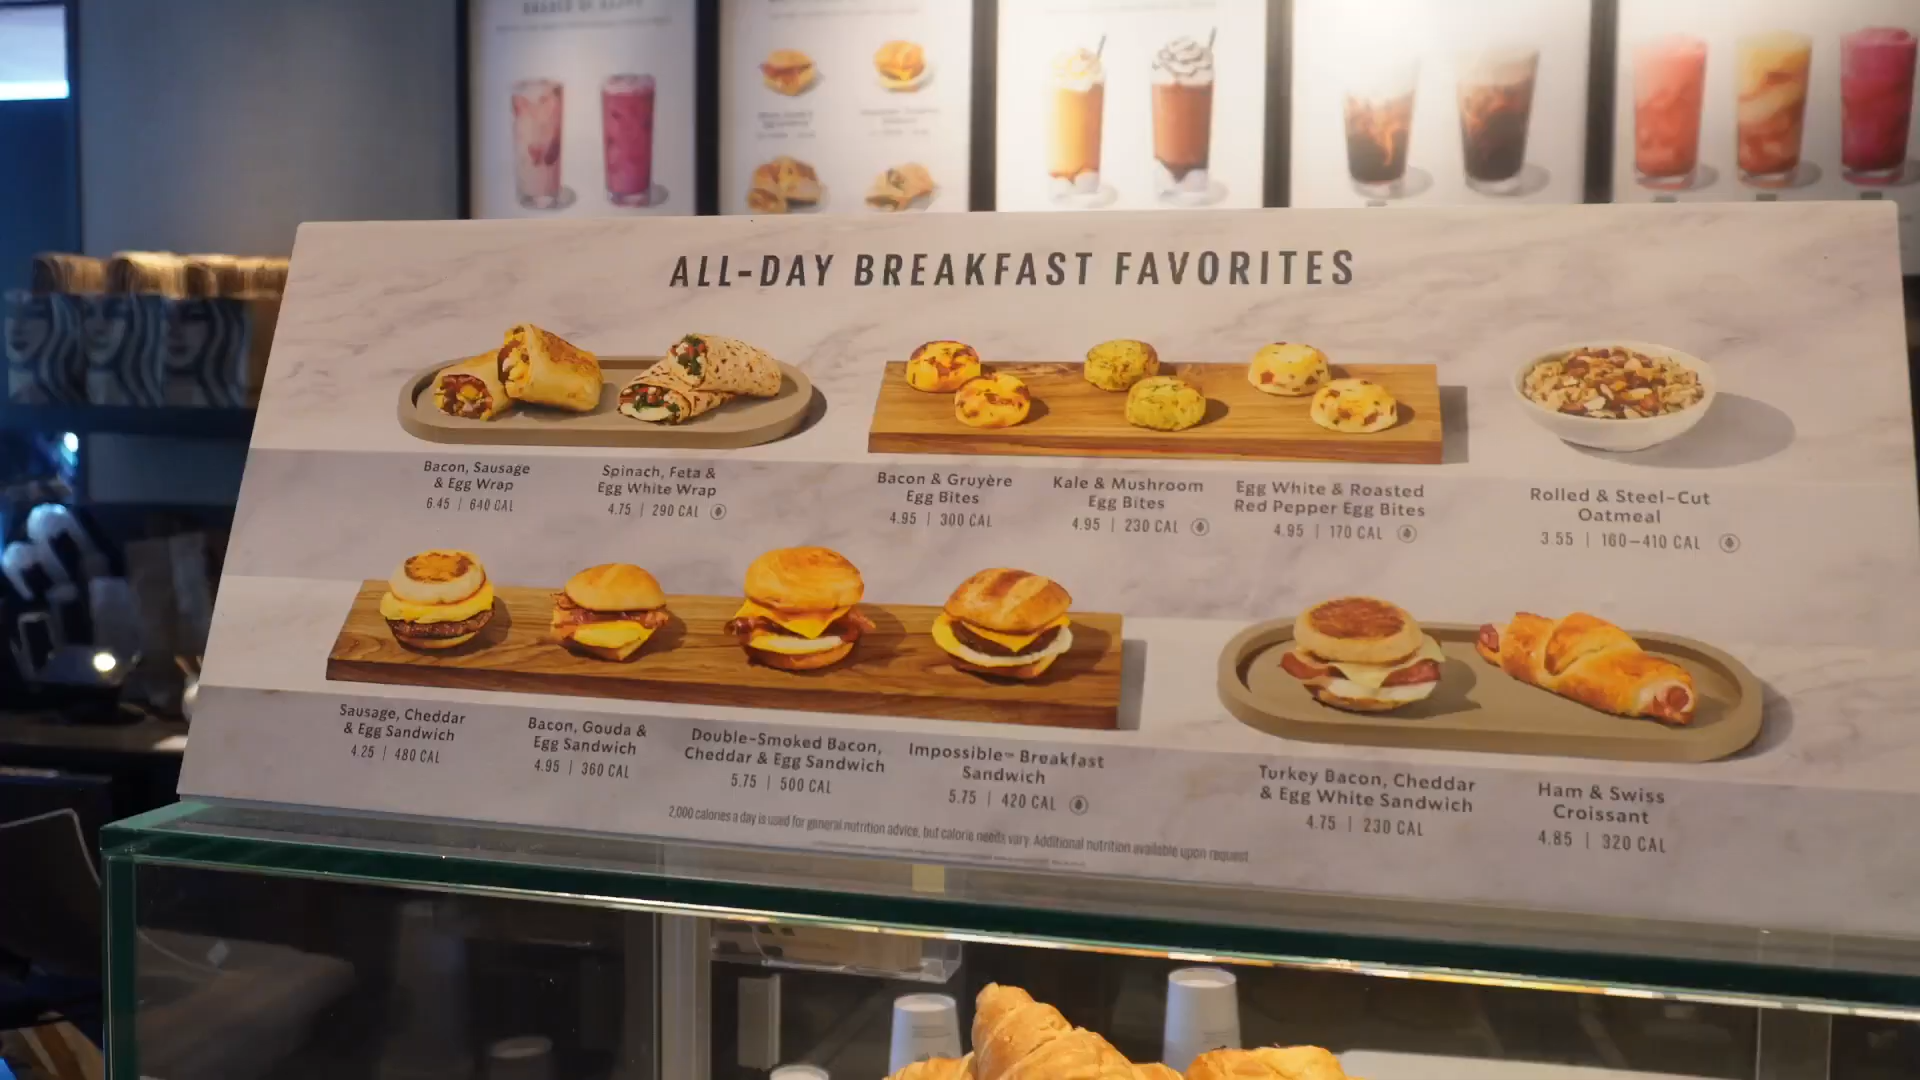 ALL-DAY BREAKFAST FAVORITES
Bacon, Sausage
& Egg Wrap
6.45 | 640 CAL
Spinach, Feta &
Egg White Wrap
4.75 | 290 CAL
Bacon & Gruyère
Egg Bites
4.95 | 300 CAL
Kale & Mushroom
Egg Bites
4.95 | 230 CAL
Egg White & Roasted
Red Pepper Egg Bites
4.95 | 170 CAL
Rolled & Steel-Cut
Oatmeal
3.55 | 160–410 CAL
Sausage, Cheddar
& Egg Sandwich
4.25 | 480 CAL
Bacon, Gouda &
Egg Sandwich
4.95 | 360 CAL
Double-Smoked Bacon,
Cheddar & Egg Sandwich
5.75 | 500 CAL
Impossible™ Breakfast
Sandwich
5.75 | 420 CAL
Turkey Bacon, Cheddar
& Egg White Sandwich
4.75 | 230 CAL
Ham & Swiss
Croissant
4.85 | 320 CAL
2,000 calories a day is used for general nutrition advice, but calorie needs vary. Additional nutrition available upon request.